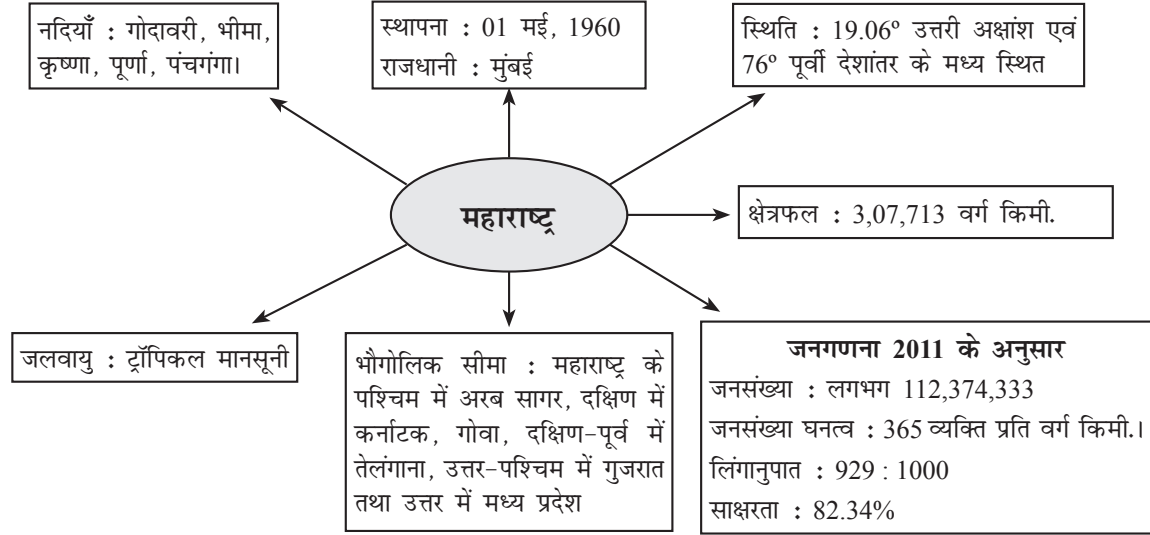 नदियाँ : गोदावरी, भीमा,
कृष्णा, पूर्णा, पंचगंगा।
स्थापना : 01 मई, 1960
राजधानी : मुंबई
स्थिति : 19.06º उत्तरी अक्षांश एवं
76º पूर्वी देशांतर के मध्य स्थित
महाराष्ट्र
क्षेत्रफल : 3,07,713 वर्ग किमी.
जलवायु : ट्रॉपिकल मानसूनी
भौगोलिक सीमा : महाराष्ट्र के
पश्चिम में अरब सागर, दक्षिण में
कर्नाटक, गोवा, दक्षिण-पूर्व में
तेलंगाना, उत्तर-पश्चिम में गुजरात
तथा उत्तर में मध्य प्रदेश
जनगणना 2011 के अनुसार
जनसंख्या : लगभग 112,374,333
जनसंख्या घनत्व : 365 व्यक्ति प्रति वर्ग किमी.।
लिंगानुपात : 929 : 1000
साक्षरता : 82.34%